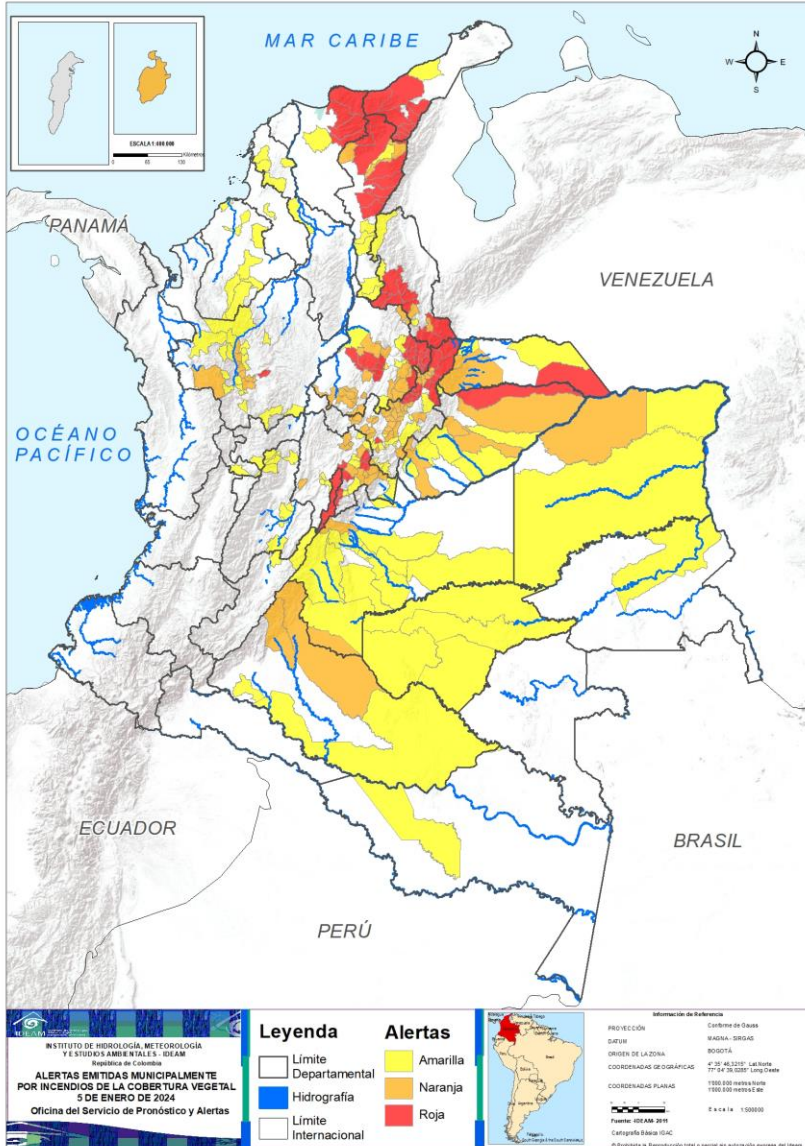 MAR CARIBE
N
W
E
S
ESCALA 1:400.000
PANAMÁ
VENEZUELA
OCÉANO
PACÍFICO
ECUADOR
BRASIL
PERÚ
IDEAM
INSTITUTO DE HIDROLOGÍA, METEOROLOGÍA
Y ESTUDIOS AMBIENTALES - IDEAM
República de Colombia
ALERTAS EMITIDAS MUNICIPALMENTE
POR INCENDIOS DE LA COBERTURA VEGETAL
5 DE ENERO DE 2024
Oficina del Servicio de Pronóstico y Alertas
Leyenda
Límite
Departamental
Hidrografía
Límite
Internacional
Alertas
Amarilla
Naranja
Roja
Información de Referencia
PROYECCIÓN Conforme de Gauss
DATUM MAGNA - SIRGAS
ORIGEN DE LA ZONA BOGOTÁ
COORDENADAS GEOGRÁFICAS
COORDENADAS PLANAS
Escala 1:500000
Fuente: IDEAM- 2011
Cartografía Básica IGAC